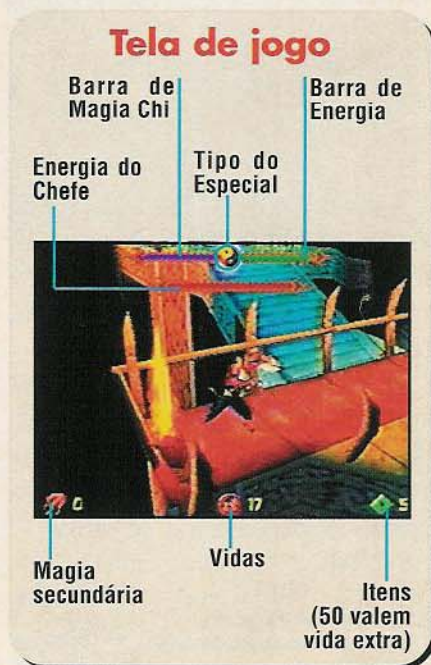 Tela de jogo
Barra de
Magia Chi
Barra de
Energia
Energia do
Chefe
Tipo do
Especial
0
17
5
Magia
secundária
Vidas
Itens
(50 valem
vida extra)